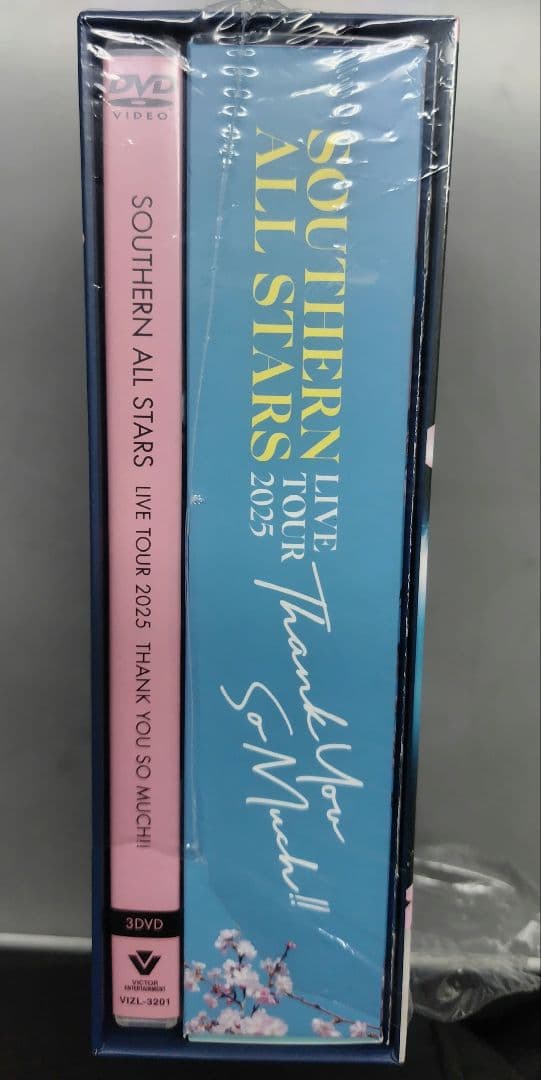 DVD
VIDEO
SOUTHERN ALL STARS LIVE TOUR 2025 THANK YOU SO MUCH!!
3DVD
VICTOR
ENTERTAINMENT
VIZL-3201
SOUTHERN
ALL STARS
LIVE
TOUR
2025
Thank You
So Much!!